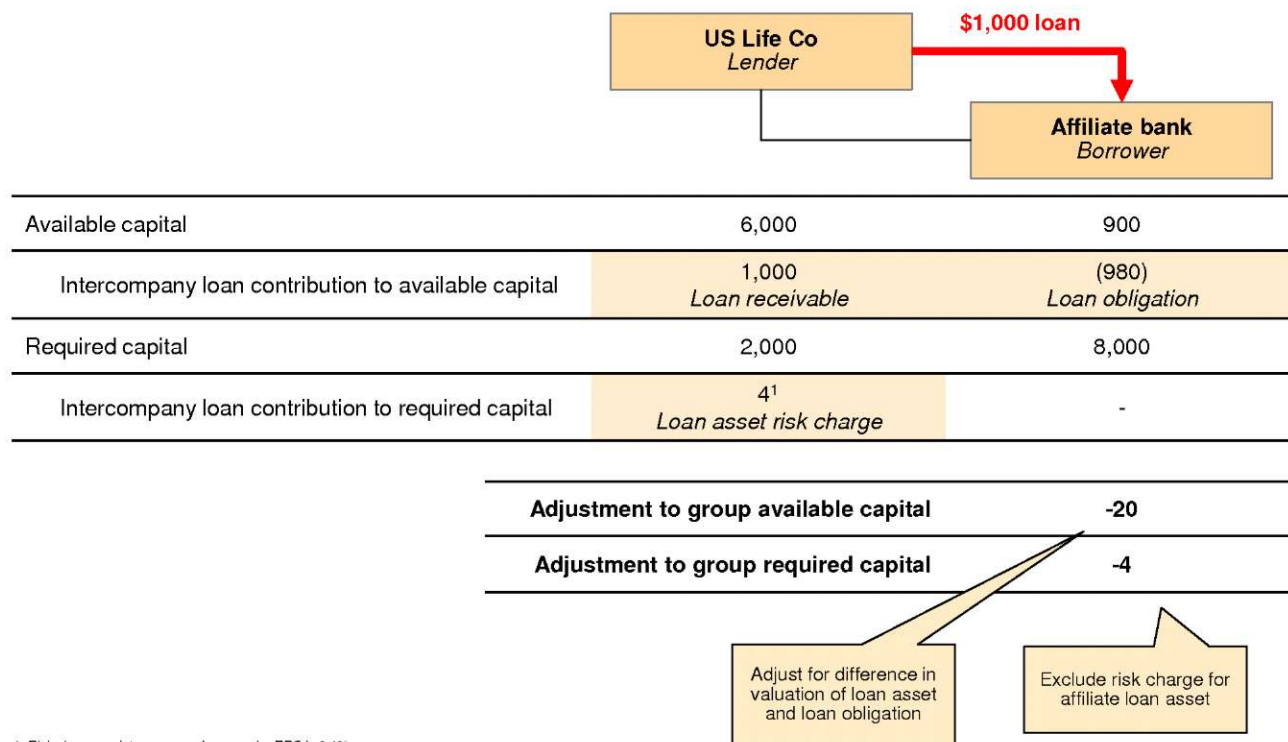 $1,000 loan
US Life Co
Lender
Affiliate bank
Borrower
Available capital 6,000 900
Intercompany loan contribution to available capital 1,000 (980)
Loan receivable Loan obligation
Required capital 2,000 8,000
Intercompany loan contribution to required capital 4¹ -
Loan asset risk charge
Adjustment to group available capital -20
Adjustment to group required capital -4
Adjust for difference in
valuation of loan asset
and loan obligation
Exclude risk charge for
affiliate loan asset